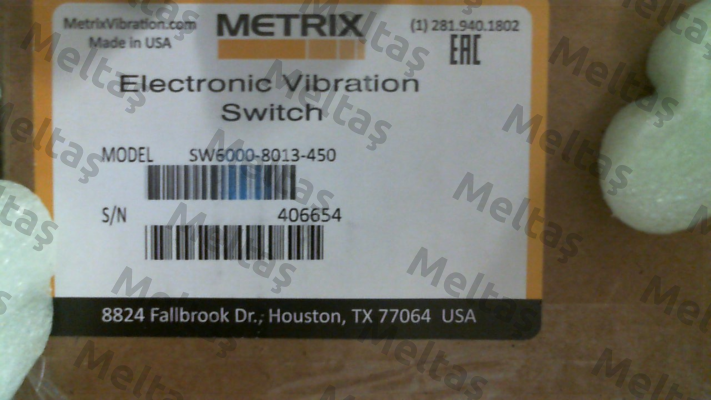 MetrixVibration.com
Made in USA
METRIX
(1) 281.940.1802
EAC
Electronic Vibration
Switch
MODEL SW6000-8013-450
S/N 406654
8824 Fallbrook Dr., Houston, TX 77064 USA
Meltaş